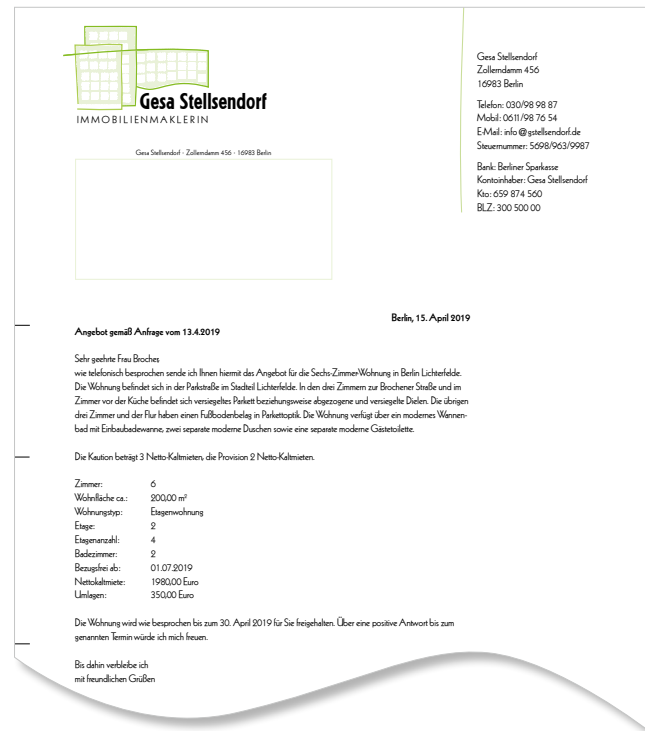 Gesa Stellsendorf
IMMOBILIENMAKLERIN
Gesa Stellsendorf
Zollerndamm 456
16983 Berlin
Telefon: 030/98 98 87
Mobil: 0611/98 76 54
E-Mail: info @ gstellsendorf.de
Steuernummer: 5698/963/9987
Bank: Berliner Sparkasse
Kontoinhaber: Gesa Stellsendorf
Kto: 659 874 560
BLZ: 300 500 00
Gesa Stellsendorf - Zollerndamm 456 - 16983 Berlin
Berlin, 15. April 2019
Angebot gemäß Anfrage vom 13.4.2019
Sehr geehrte Frau Broches,
wie telefonisch besprochen sende ich Ihnen hiermit das Angebot für die Sechs-Zimmer-Wohnung in Berlin Lichterfelde.
Die Wohnung befindet sich in der Parkstraße im Stadteil Lichterfelde. In den drei Zimmern zur Brochener Straße und im
Zimmer vor der Küche befindet sich versiegeltes Parkett beziehungsweise abgezogene und versiegelte Dielen. Die übrigen
drei Zimmer und der Flur haben einen Fußbodenbelag in Parkettoptik. Die Wohnung verfügt über ein modernes Wannen-
bad mit Einbaubadewanne, zwei separate moderne Duschen sowie eine separate moderne Gästetoilette.
Die Kaution beträgt 3 Netto-Kaltmieten, die Provision 2 Netto-Kaltmieten.
Zimmer: 6
Wohnfläche ca.: 200,00 m²
Wohnungstyp: Etagenwohnung
Etage: 2
Etagenanzahl: 4
Badezimmer: 2
Bezugsfrei ab: 01.07.2019
Nettokaltmiete: 1980,00 Euro
Umlagen: 350,00 Euro
Die Wohnung wird wie besprochen bis zum 30. April 2019 für Sie freigehalten. Über eine positive Antwort bis zum
genannten Termin würde ich mich freuen.
Bis dahin verbleibe ich
mit freundlichen Grüßen